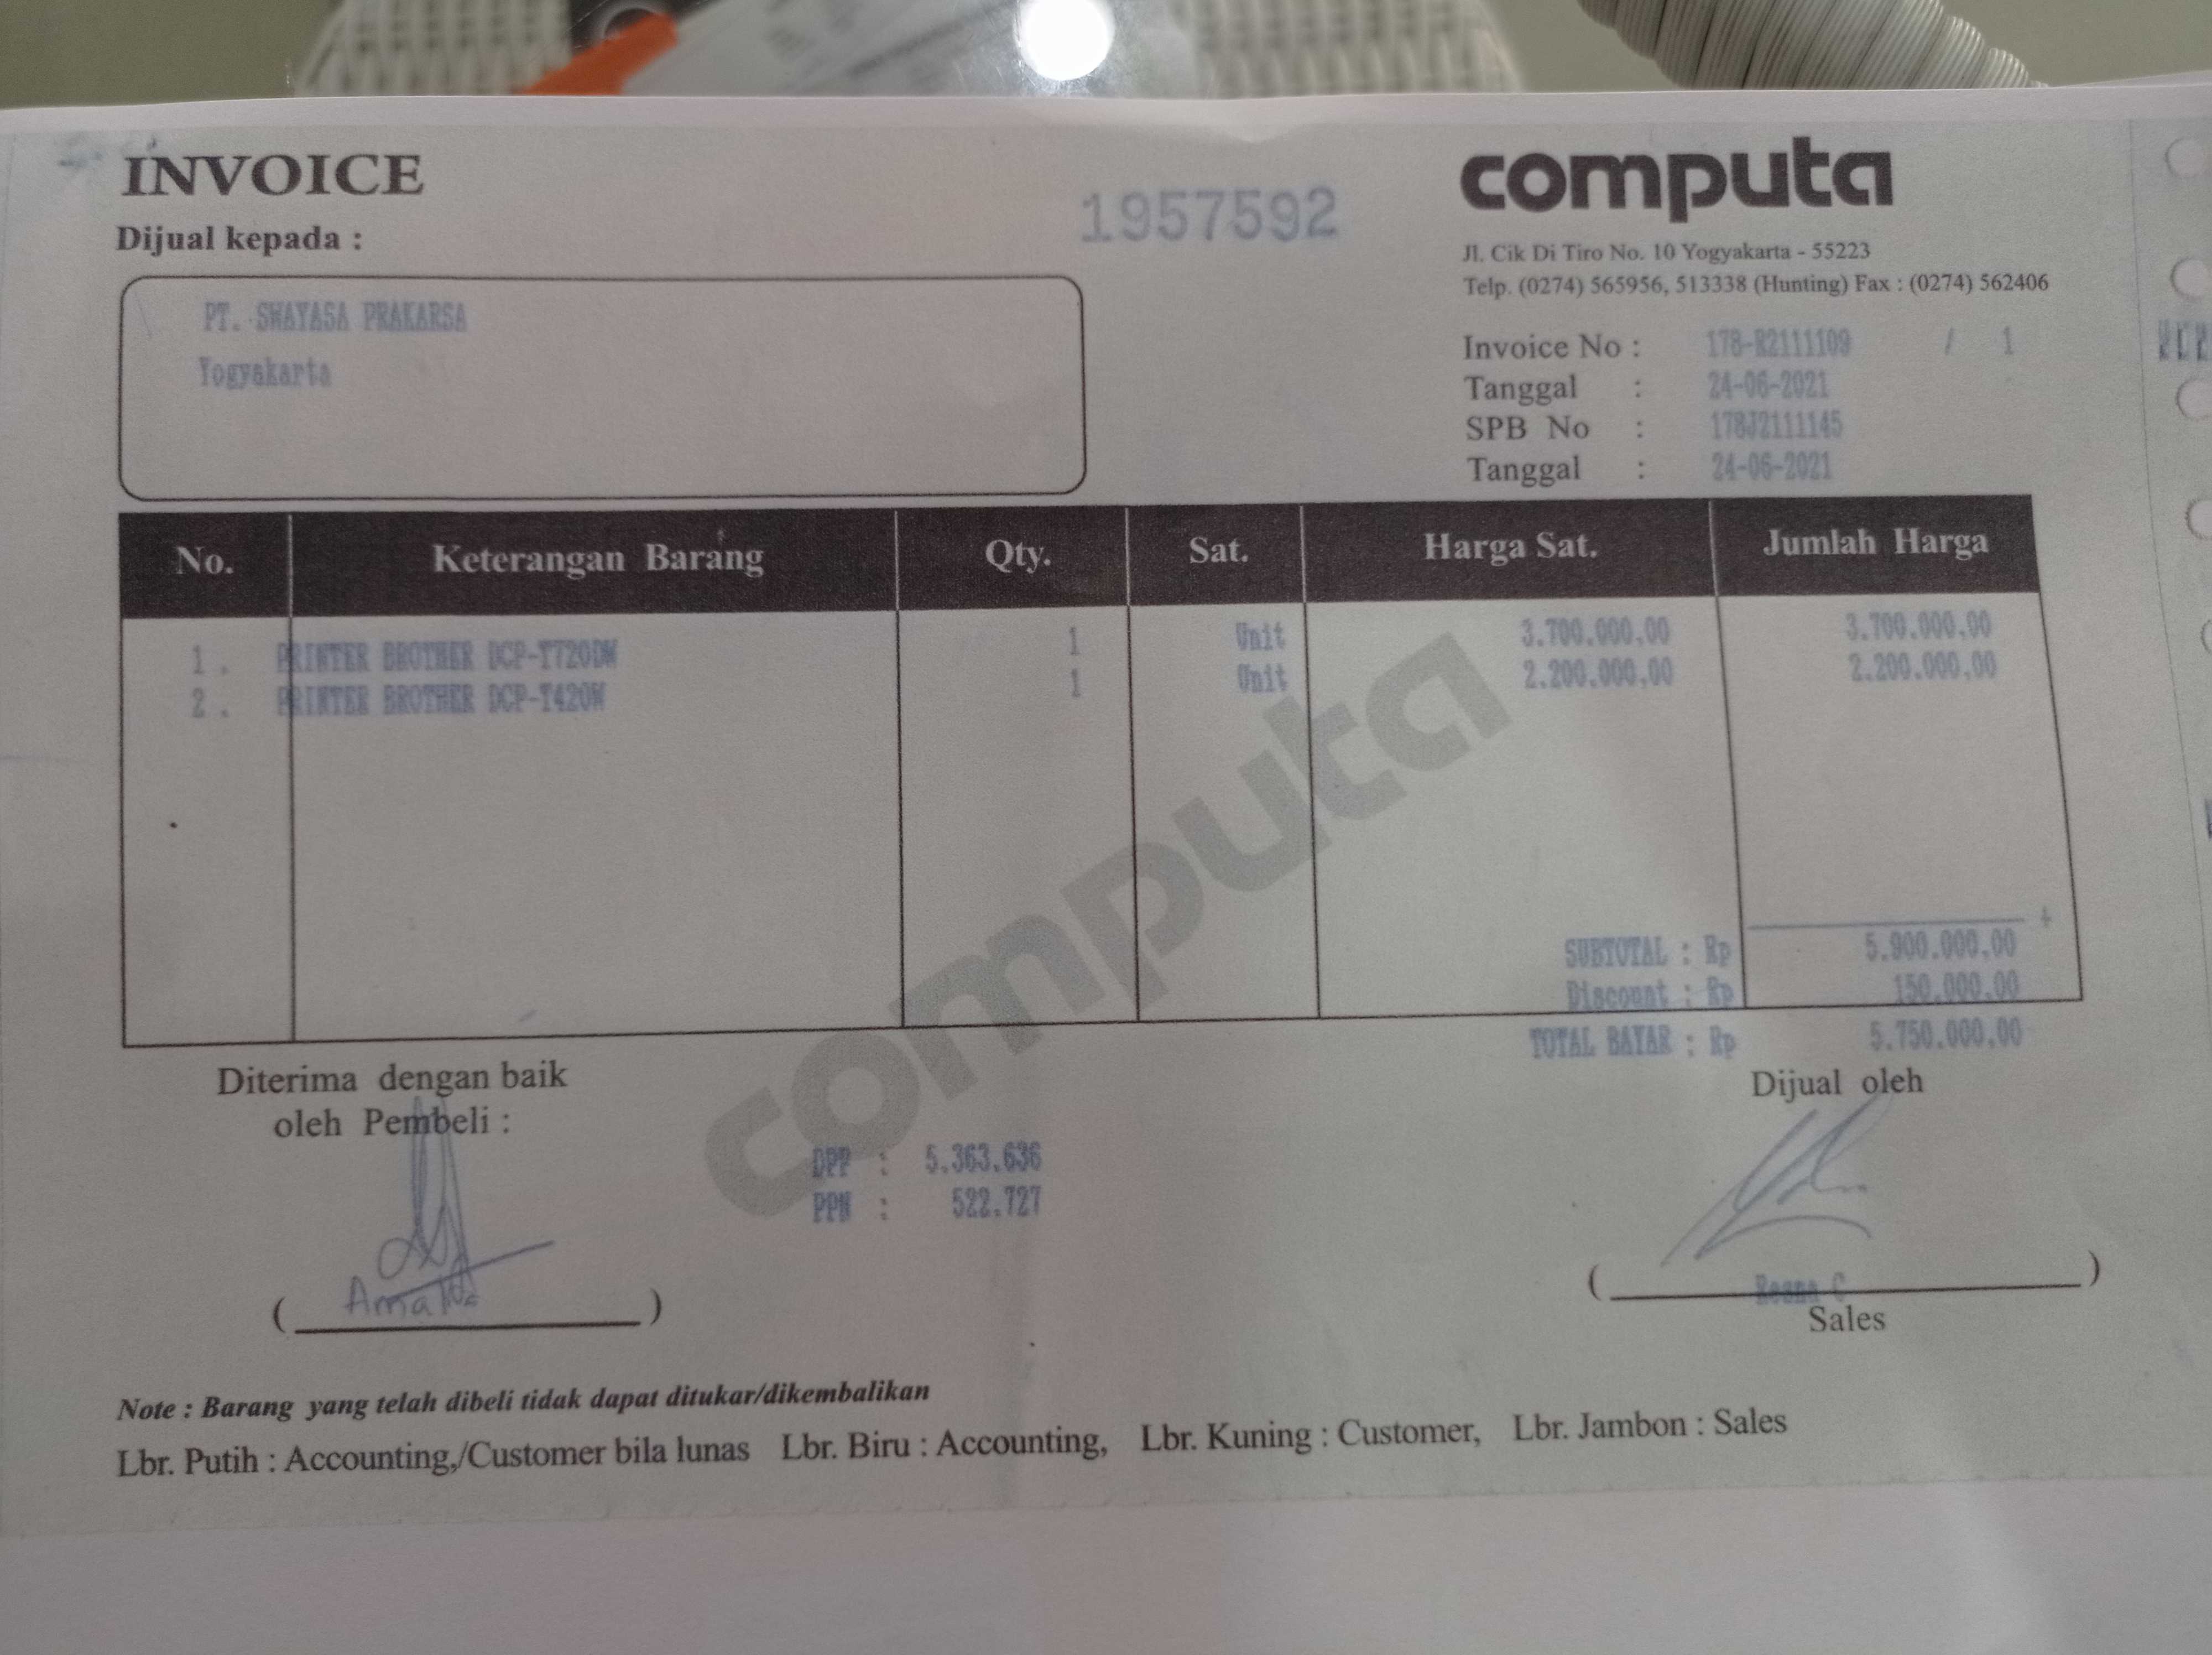 INVOICE
Dijual kepada :
1957592
computa
Jl. Cik Di Tiro No. 10 Yogyakarta - 55223
Telp. (0274) 565956, 513338 (Hunting) Fax : (0274) 562406
PT. SWAYASA PRAKARSA
Yogyakarta
Invoice No : 178-R2111109 / 1
Tanggal : 24-06-2021
SPB No : 178J2111145
Tanggal : 24-06-2021
No. Keterangan Barang Qty. Sat. Harga Sat. Jumlah Harga
1. PRINTER BROTHER DCP-T720DW 1 Unit 3.700.000,00 3.700.000,00
2. PRINTER BROTHER DCP-T420W 1 Unit 2.200.000,00 2.200.000,00
computa
+
SUBTOTAL : Rp 5.900.000,00
Discount : Rp 150.000,00
TOTAL BAYAR : Rp 5.750.000,00
Diterima dengan baik
oleh Pembeli :
Dijual oleh
DPP : 5.363.636
PPN : 522.727
( )
( Resna C )
Sales
Note : Barang yang telah dibeli tidak dapat ditukar/dikembalikan
Lbr. Putih : Accounting,/Customer bila lunas Lbr. Biru : Accounting, Lbr. Kuning : Customer, Lbr. Jambon : Sales